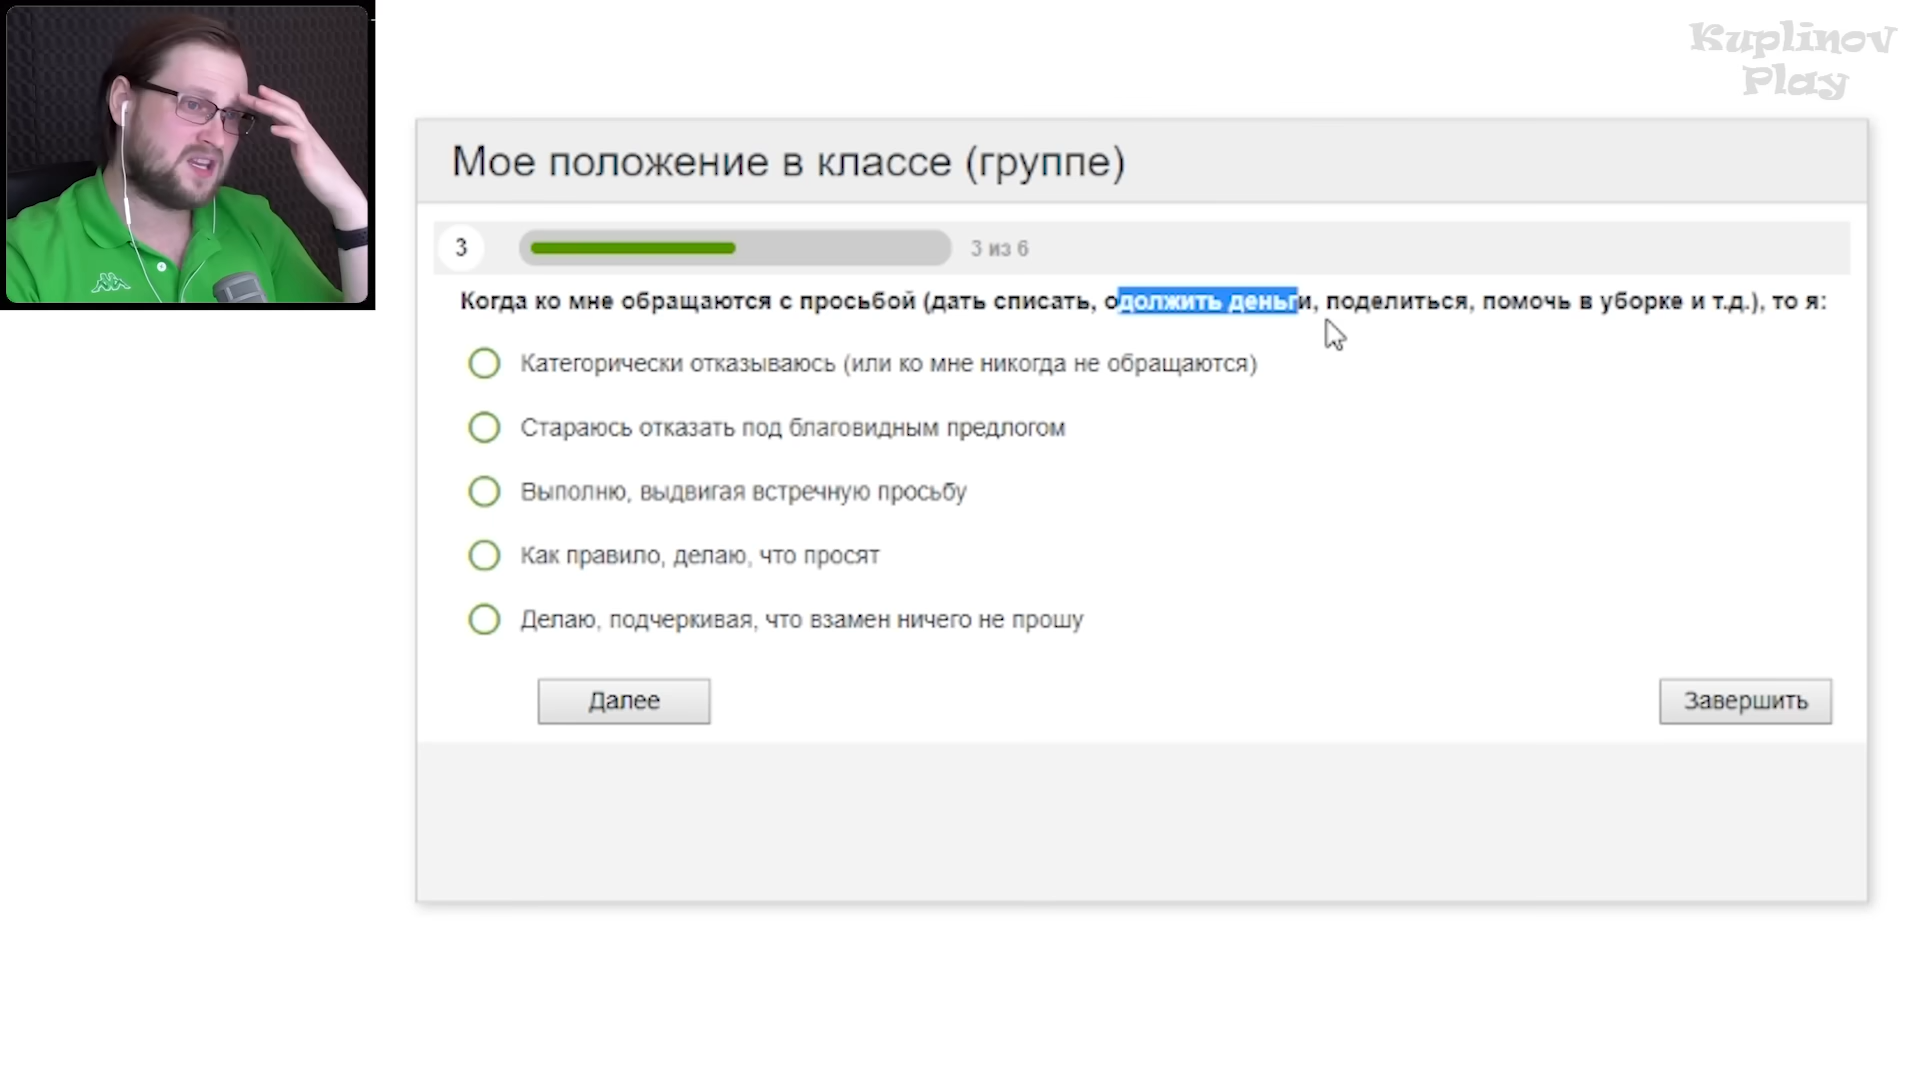 Kuplinov
Play
Мое положение в классе (группе)
3
3 из 6
Когда ко мне обращаются с просьбой (дать списать, одолжить деньги, поделиться, помочь в уборке и т.д.), то я:
Категорически отказываюсь (или ко мне никогда не обращаются)
Стараюсь отказать под благовидным предлогом
Выполню, выдвигая встречную просьбу
Как правило, делаю, что просят
Делаю, подчеркивая, что взамен ничего не прошу
Далее
Завершить